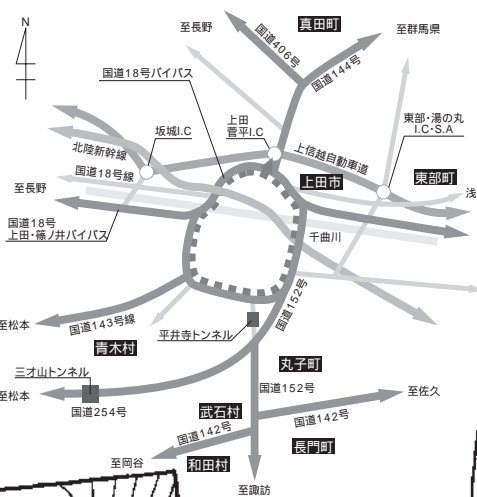 N
至長野
真田町
至群馬県
国道406号
国道144号
国道18号バイパス
上田
菅平I.C
東部・湯の丸
I.C・S.A
坂城I.C
北陸新幹線
上信越自動車道
国道18号線
上田市
東部町
至長野
浅
国道18号
上田・篠ノ井バイパス
千曲川
国道152号
至松本
国道143号線
平井寺トンネル
青木村
丸子町
三才山トンネル
国道152号
至佐久
至松本
国道254号
武石村
国道142号
国道142号
長門町
至岡谷
和田村
至諏訪